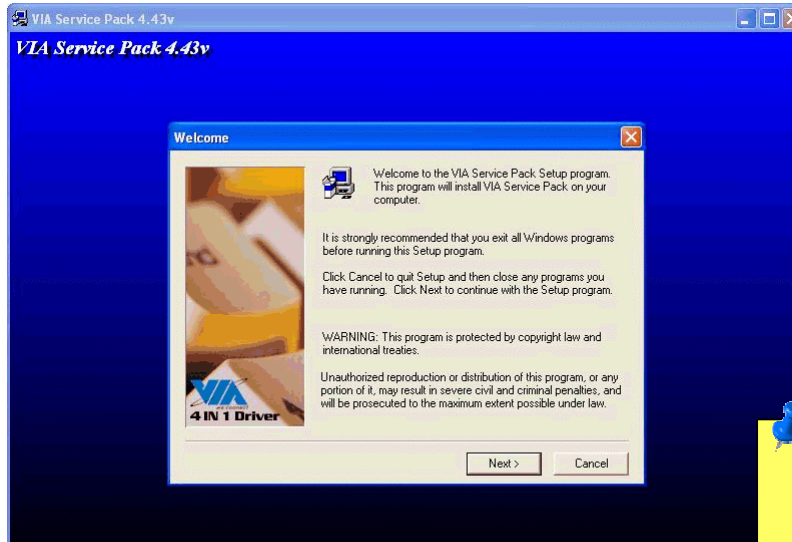 VIA Service Pack 4.43v
VIA Service Pack 4.43v
Welcome
Welcome to the VIA Service Pack Setup program.
This program will install VIA Service Pack on your
computer.
It is strongly recommended that you exit all Windows programs
before running this Setup program.
Click Cancel to quit Setup and then close any programs you
have running. Click Next to continue with the Setup program.
WARNING: This program is protected by copyright law and
international treaties.
Unauthorized reproduction or distribution of this program, or any
portion of it, may result in severe civil and criminal penalties, and
will be prosecuted to the maximum extent possible under law.
VIA
4 IN 1 Driver
Next >
Cancel